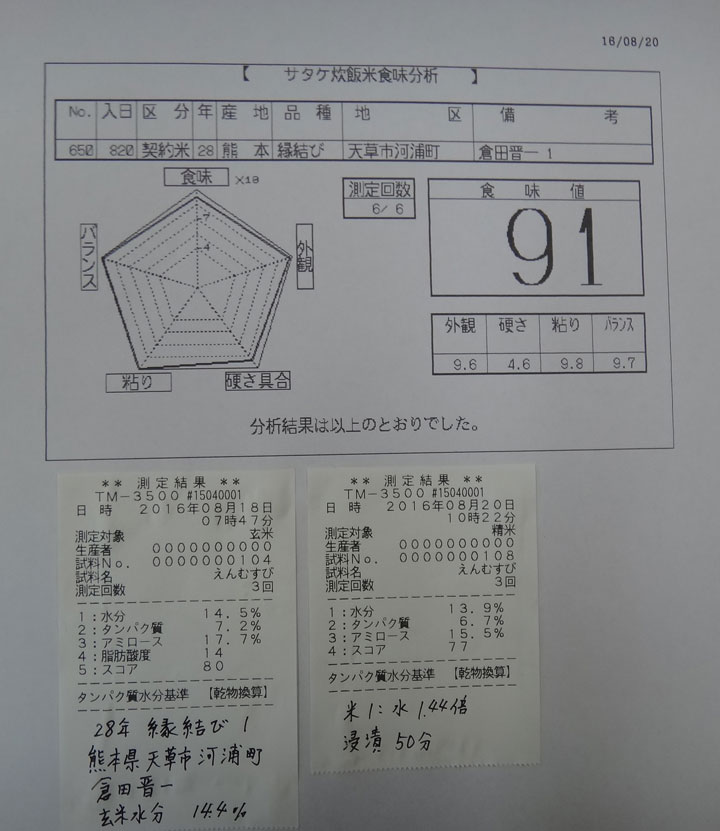 16/08/20
【 サタケ炊飯米食味分析 】
No. 入日 区分 年 産地 品種 地区 備考
650 820 契約米 28 熊本 縁結び 天草市河浦町 倉田晋一 1
食味 ×10
測定回数
6/ 6
食味値
91
バランス
外観
7
4
粘り
硬さ具合
外観 硬さ 粘り バランス
9.6 4.6 9.8 9.7
分析結果は以上のとおりでした。
** 測定結果 **
TM-3500 #15040001
日 時 2016年08月18日
07時47分
測定対象 玄米
生産者 0000000000
試料No. 0000000104
試料名 えんむすび
測定回数 3回
1:水分 14.5%
2:タンパク質 7.2%
3:アミロース 17.7%
4:脂肪酸度 14
5:スコア 80
タンパク質水分基準 【乾物換算】
28年 縁結び 1
熊本県天草市河浦町
倉田晋一
玄米水分 14.4%
** 測定結果 **
TM-3500 #15040001
日 時 2016年08月20日
10時22分
測定対象 精米
生産者 0000000000
試料No. 0000000108
試料名 えんむすび
測定回数 3回
1:水分 13.9%
2:タンパク質 6.7%
3:アミロース 15.5%
4:スコア 77
タンパク質水分基準 【乾物換算】
米1:水 1.44倍
浸漬 50分